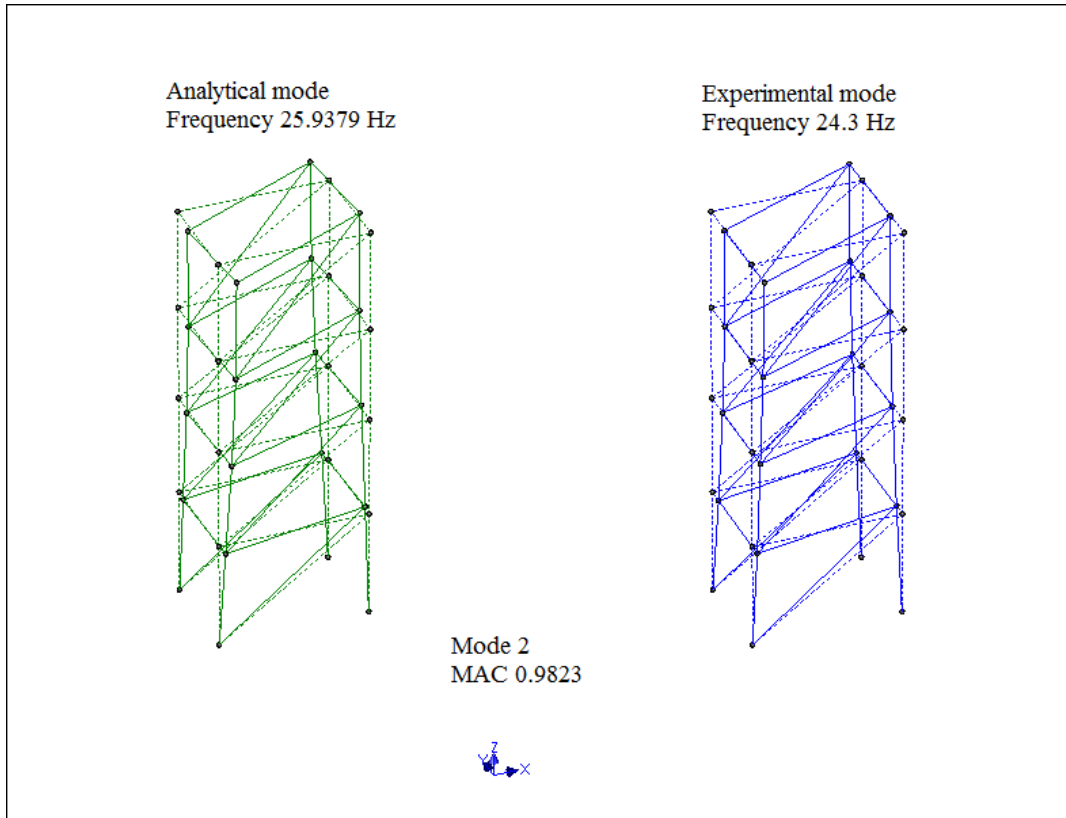 Analytical mode
Frequency 25.9379 Hz
Experimental mode
Frequency 24.3 Hz
Mode 2
MAC 0.9823
Z
Y
X